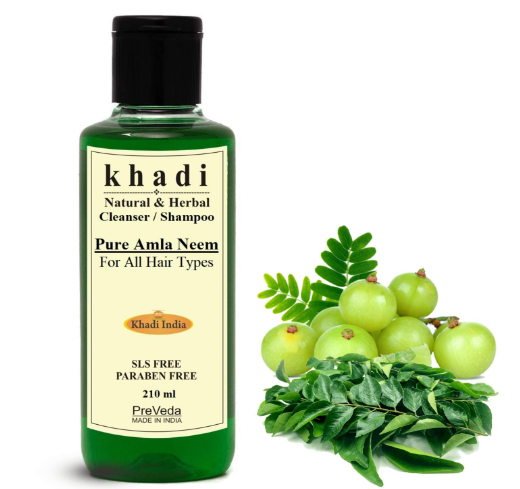 khadi
Natural & Herbal
Cleanser / Shampoo
Pure Amla Neem
For All Hair Types
Khadi India
SLS FREE
PARABEN FREE
210 ml
PreVeda
MADE IN INDIA